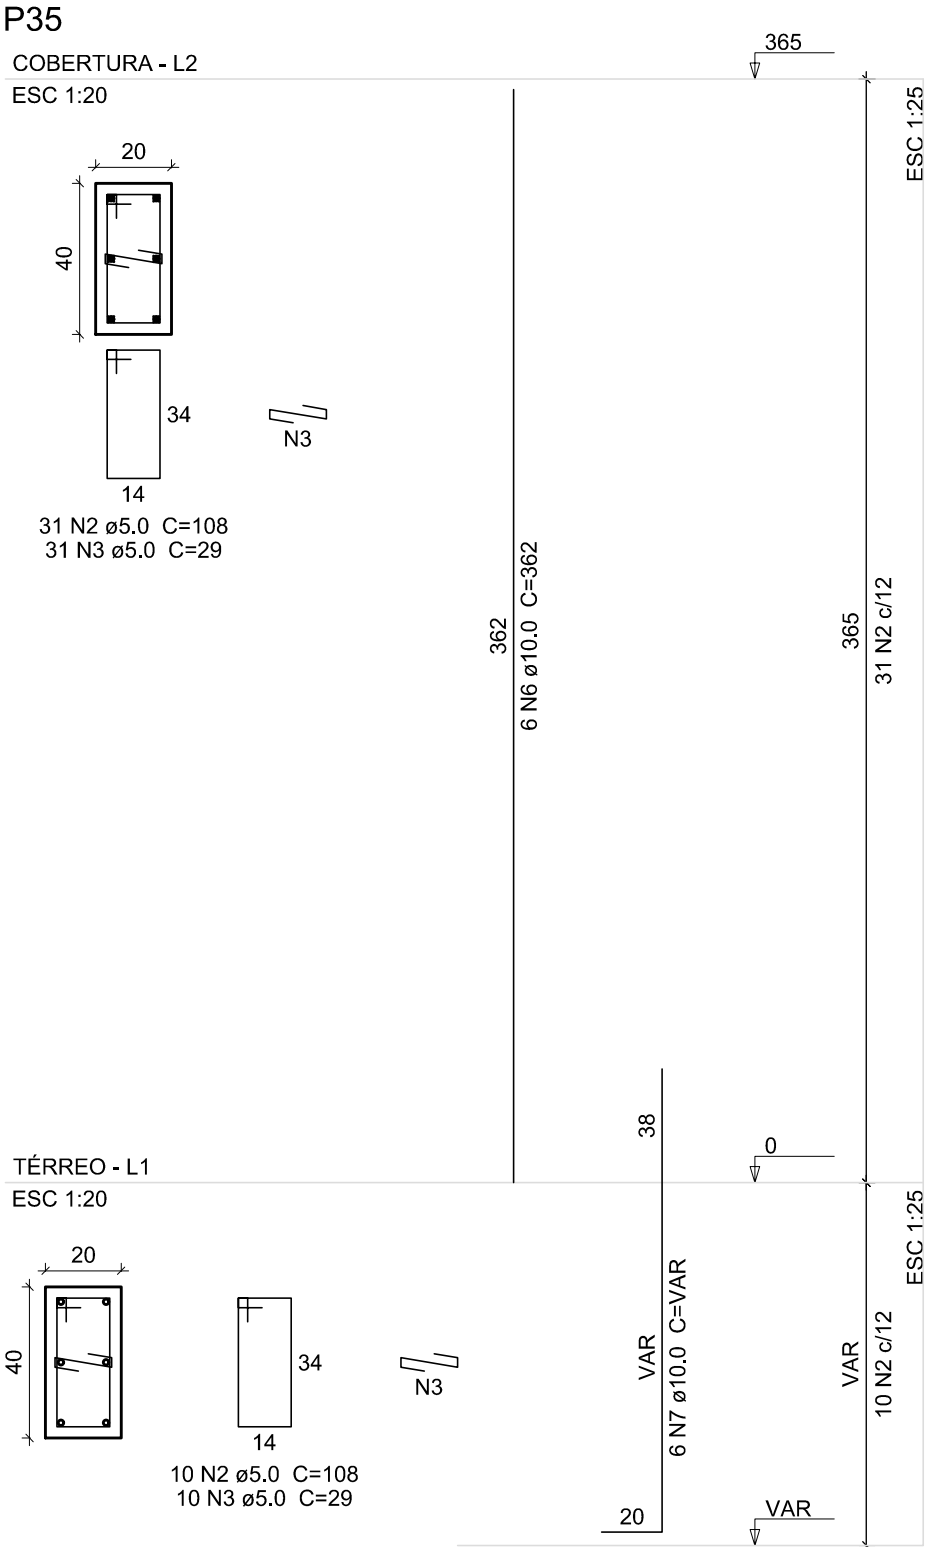 P35
COBERTURA - L2
ESC 1:20
365
ESC 1:25
20
40
34
14
N3
31 N2 ø5.0 C=108
31 N3 ø5.0 C=29
362
6 N6 ø10.0 C=362
365
31 N2 c/12
38
TÉRREO - L1
ESC 1:20
0
ESC 1:25
20
40
34
14
N3
10 N2 ø5.0 C=108
10 N3 ø5.0 C=29
VAR
6 N7 ø10.0 C=VAR
20
VAR
10 N2 c/12
VAR